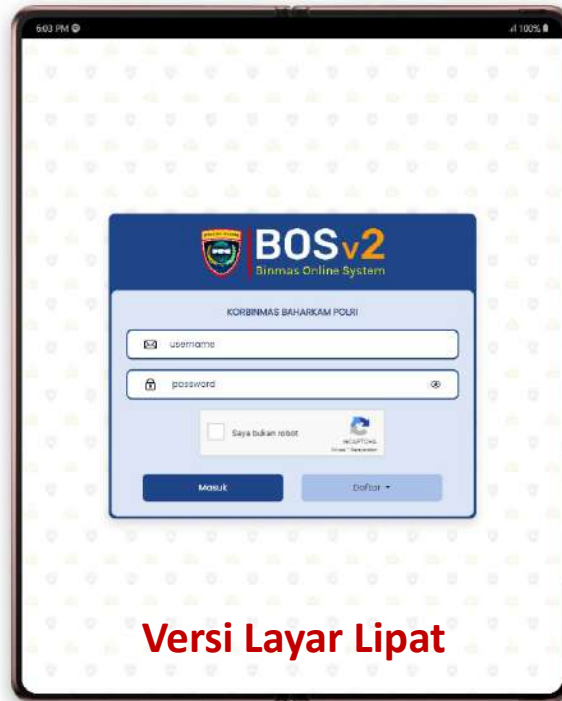 6:03 PM
100%
BOSv2
Binmas Online System
KORBINMAS BAHARKAM POLRI
username
password
Saya bukan robot
reCAPTCHA
Masuk
Daftar
Versi Layar Lipat